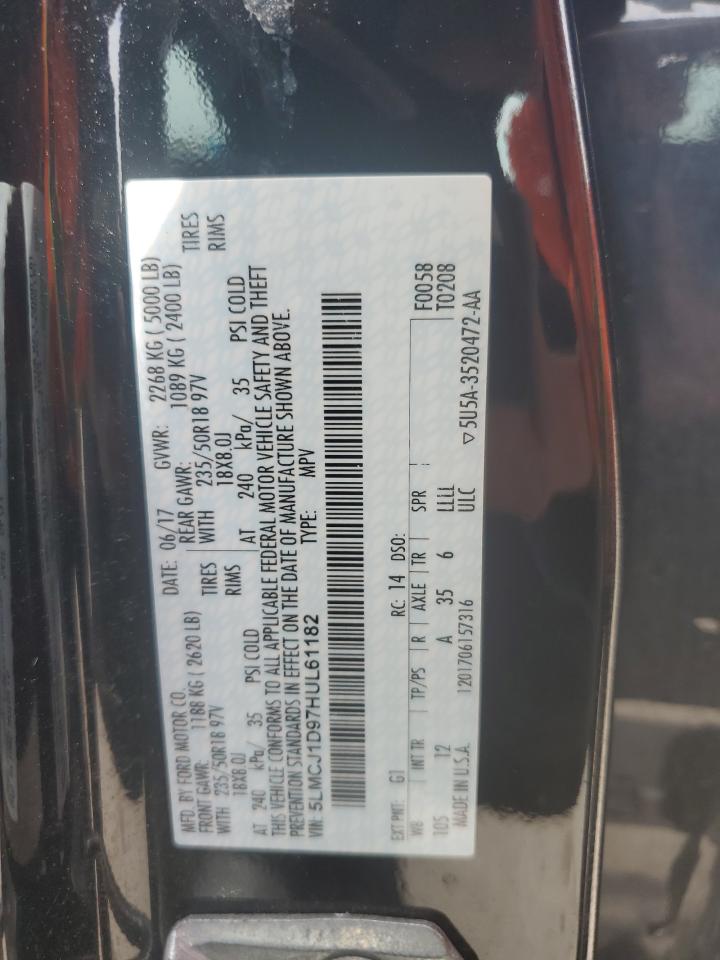 MFD. BY FORD MOTOR CO.
DATE: 06/17 GVWR: 2268 KG ( 5000 LB)
FRONT GAWR: 1188 KG ( 2620 LB) REAR GAWR: 1089 KG ( 2400 LB)
WITH 235/50R18 97V TIRES WITH 235/50R18 97V TIRES
18X8.0J RIMS 18X8.0J RIMS
AT 240 kPa/ 35 PSI COLD AT 240 kPa/ 35 PSI COLD
THIS VEHICLE CONFORMS TO ALL APPLICABLE FEDERAL MOTOR VEHICLE SAFETY AND THEFT
PREVENTION STANDARDS IN EFFECT ON THE DATE OF MANUFACTURE SHOWN ABOVE.
VIN: 5LMCJ1D97HUL61182 TYPE: MPV
EXT PNT: G1 RC: 14 DSO: F0058
WB INT TR TP/PS R AXLE TR SPR T0208
105 12 A 35 6 LLLL
MADE IN U.S.A. 1201706157316 ULC ▽5U5A-3520472-AA